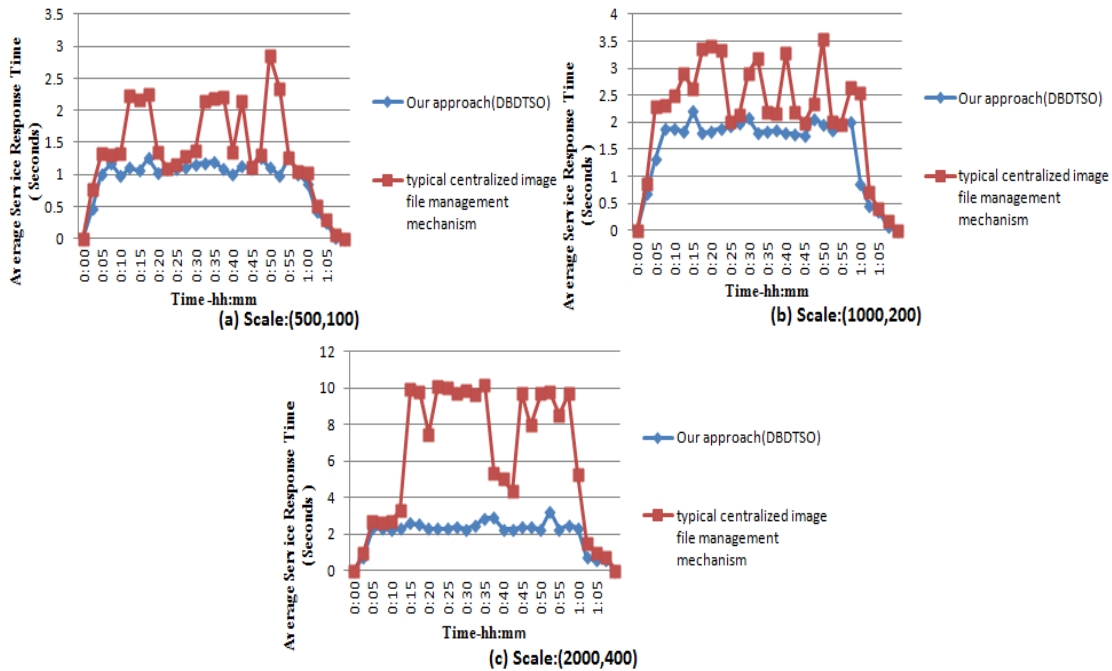 3.5
3
2.5
2
1.5
1
0.5
0
Average Service Response Time
( Seconds )
0:00 0:05 0:10 0:15 0:20 0:25 0:30 0:35 0:40 0:45 0:50 0:55 1:00 1:05
Time -hh:mm
Our approach(DBDTSO)
typical centralized image
file management
mechanism
(a) Scale:(500,100)
4
3.5
3
2.5
2
1.5
1
0.5
0
Average Service Response Time
(Seconds )
0:00 0:05 0:10 0:15 0:20 0:25 0:30 0:35 0:40 0:45 0:50 0:55 1:00 1:05
Time-hh:mm
Our approach(DBDTSO)
typical centralized image
file management
mechanism
(b) Scale:(1000,200)
12
10
8
6
4
2
0
Average Service Response Time
(Seconds )
0:00 0:05 0:10 0:15 0:20 0:25 0:30 0:35 0:40 0:45 0:50 0:55 1:00 1:05
Time-hh:mm
Our approach(DBDTSO)
typical centralized image
file management
mechanism
(c) Scale:(2000,400)